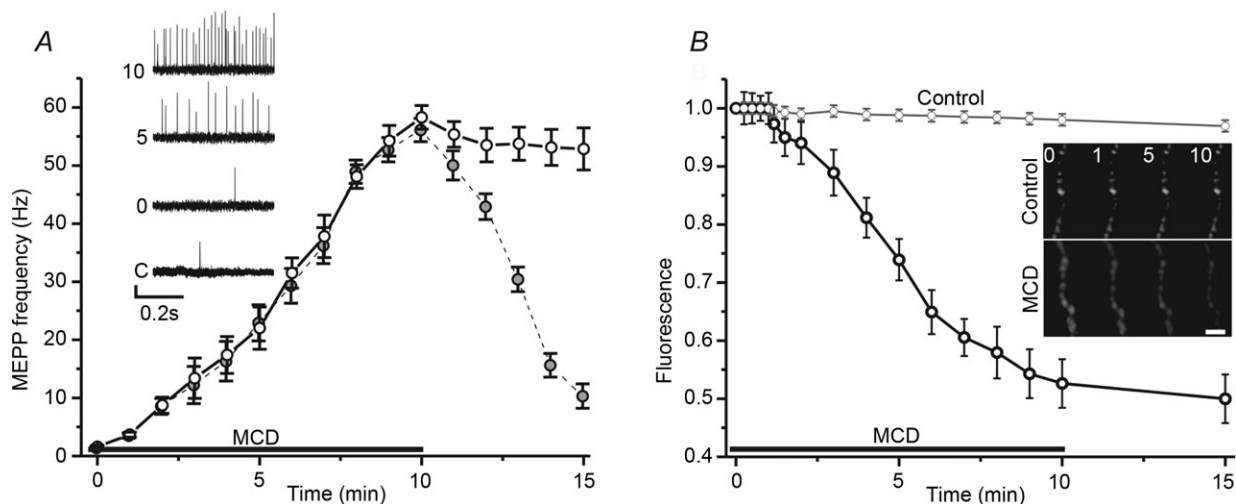 A
10
5
0
C
0.2s
MEPP frequency (Hz)
60
50
40
30
20
10
0
MCD
0 5 10 15
Time (min)
B
B
Control
Fluorescence
1.0
0.9
0.8
0.7
0.6
0.5
0.4
0 1 5 10
Control
MCD
MCD
0 5 10 15
Time (min)